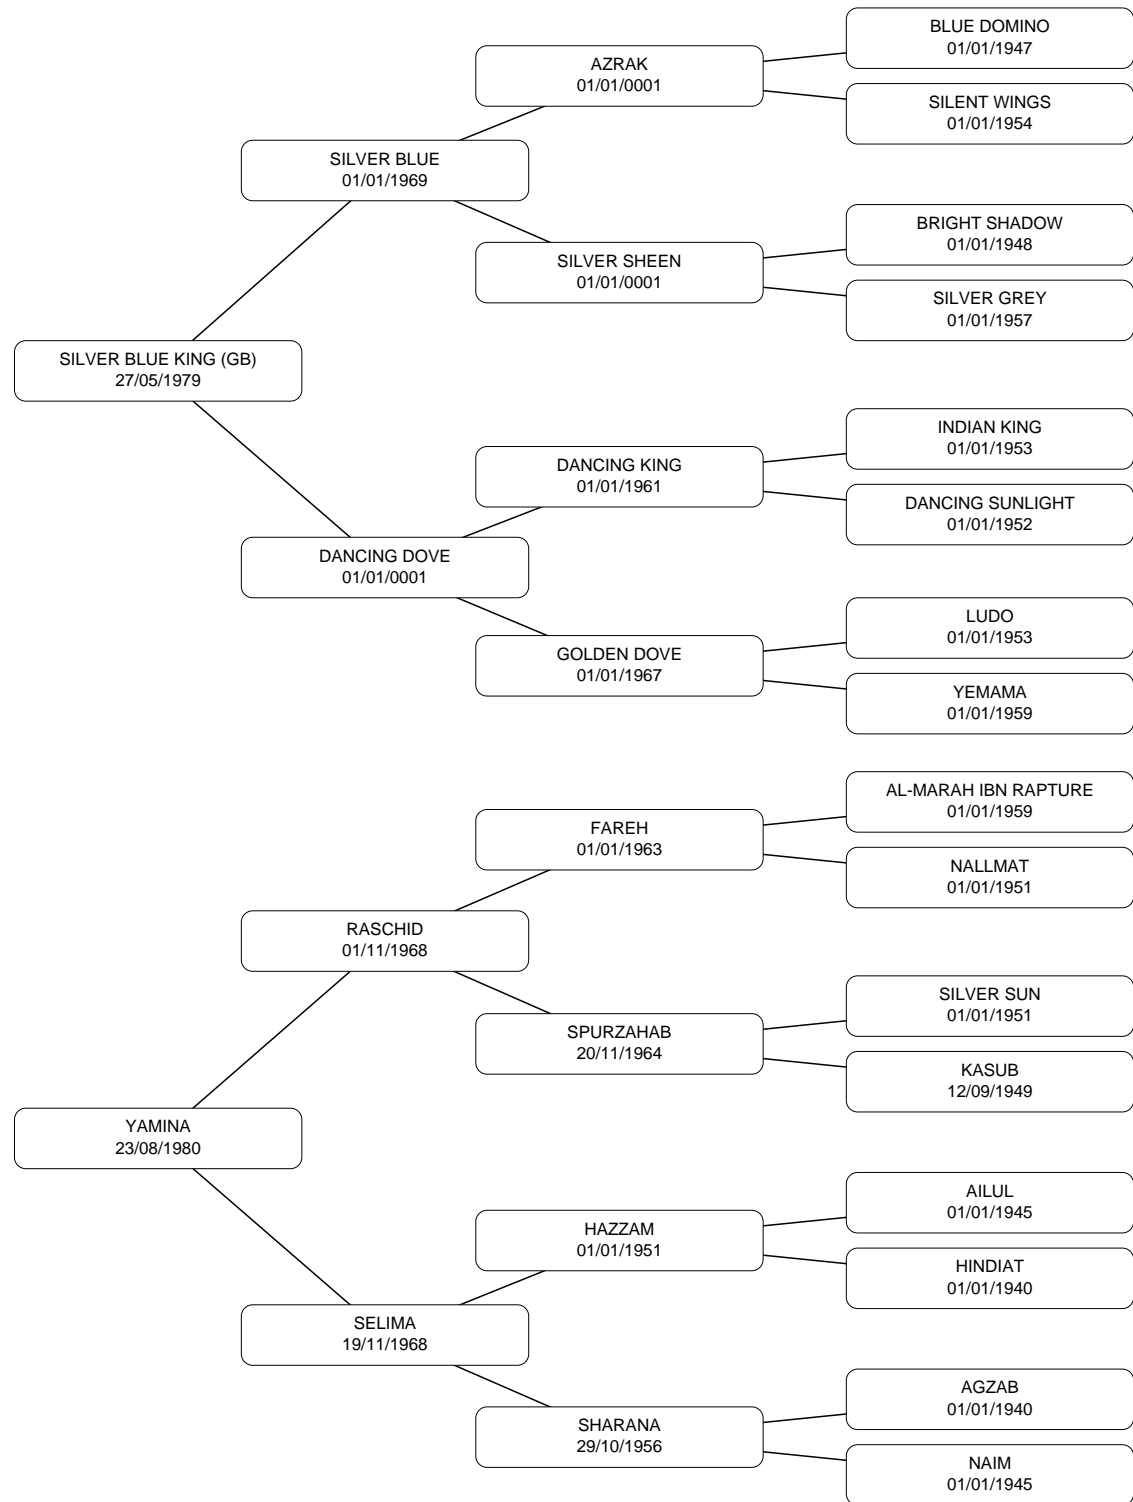 BLUE DOMINO
01/01/1947
AZRAK
01/01/0001
SILENT WINGS
01/01/1954
SILVER BLUE
01/01/1969
BRIGHT SHADOW
01/01/1948
SILVER SHEEN
01/01/0001
SILVER GREY
01/01/1957
SILVER BLUE KING (GB)
27/05/1979
INDIAN KING
01/01/1953
DANCING KING
01/01/1961
DANCING SUNLIGHT
01/01/1952
DANCING DOVE
01/01/0001
LUDO
01/01/1953
GOLDEN DOVE
01/01/1967
YEMAMA
01/01/1959
AL-MARAH IBN RAPTURE
01/01/1959
FAREH
01/01/1963
NALLMAT
01/01/1951
RASCHID
01/11/1968
SILVER SUN
01/01/1951
SPURZAHAB
20/11/1964
KASUB
12/09/1949
YAMINA
23/08/1980
AILUL
01/01/1945
HAZZAM
01/01/1951
HINDIAT
01/01/1940
SELIMA
19/11/1968
AGZAB
01/01/1940
SHARANA
29/10/1956
NAIM
01/01/1945